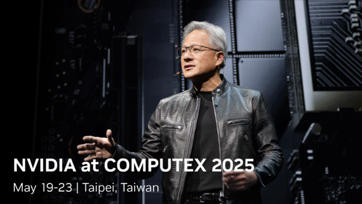 NVIDIA at COMPUTEX 2025
May 19-23 | Taipei, Taiwan